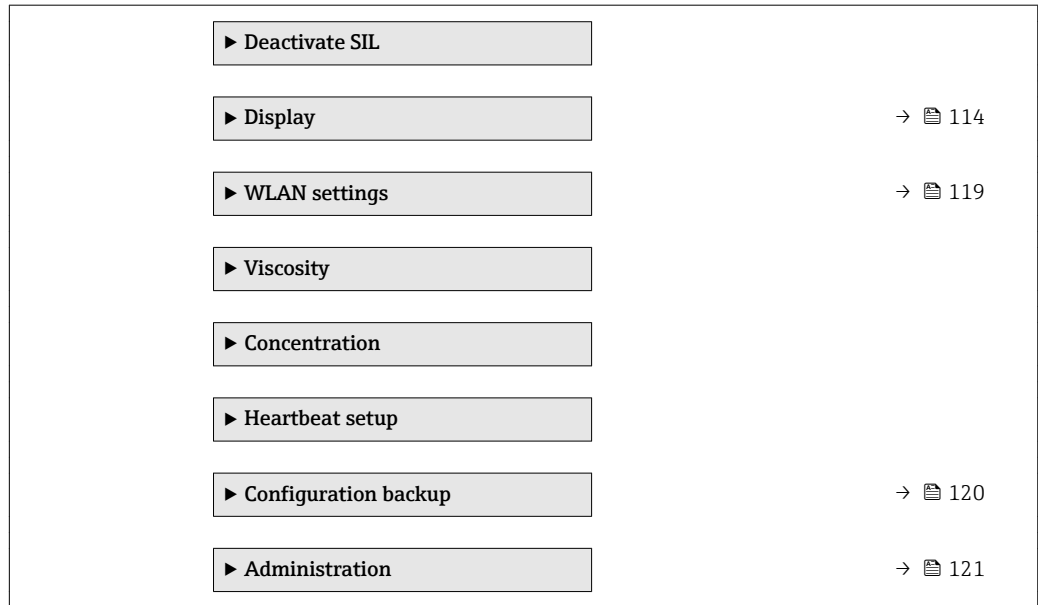 ▶ Deactivate SIL
▶ Display → 114
▶ WLAN settings → 119
▶ Viscosity
▶ Concentration
▶ Heartbeat setup
▶ Configuration backup → 120
▶ Administration → 121